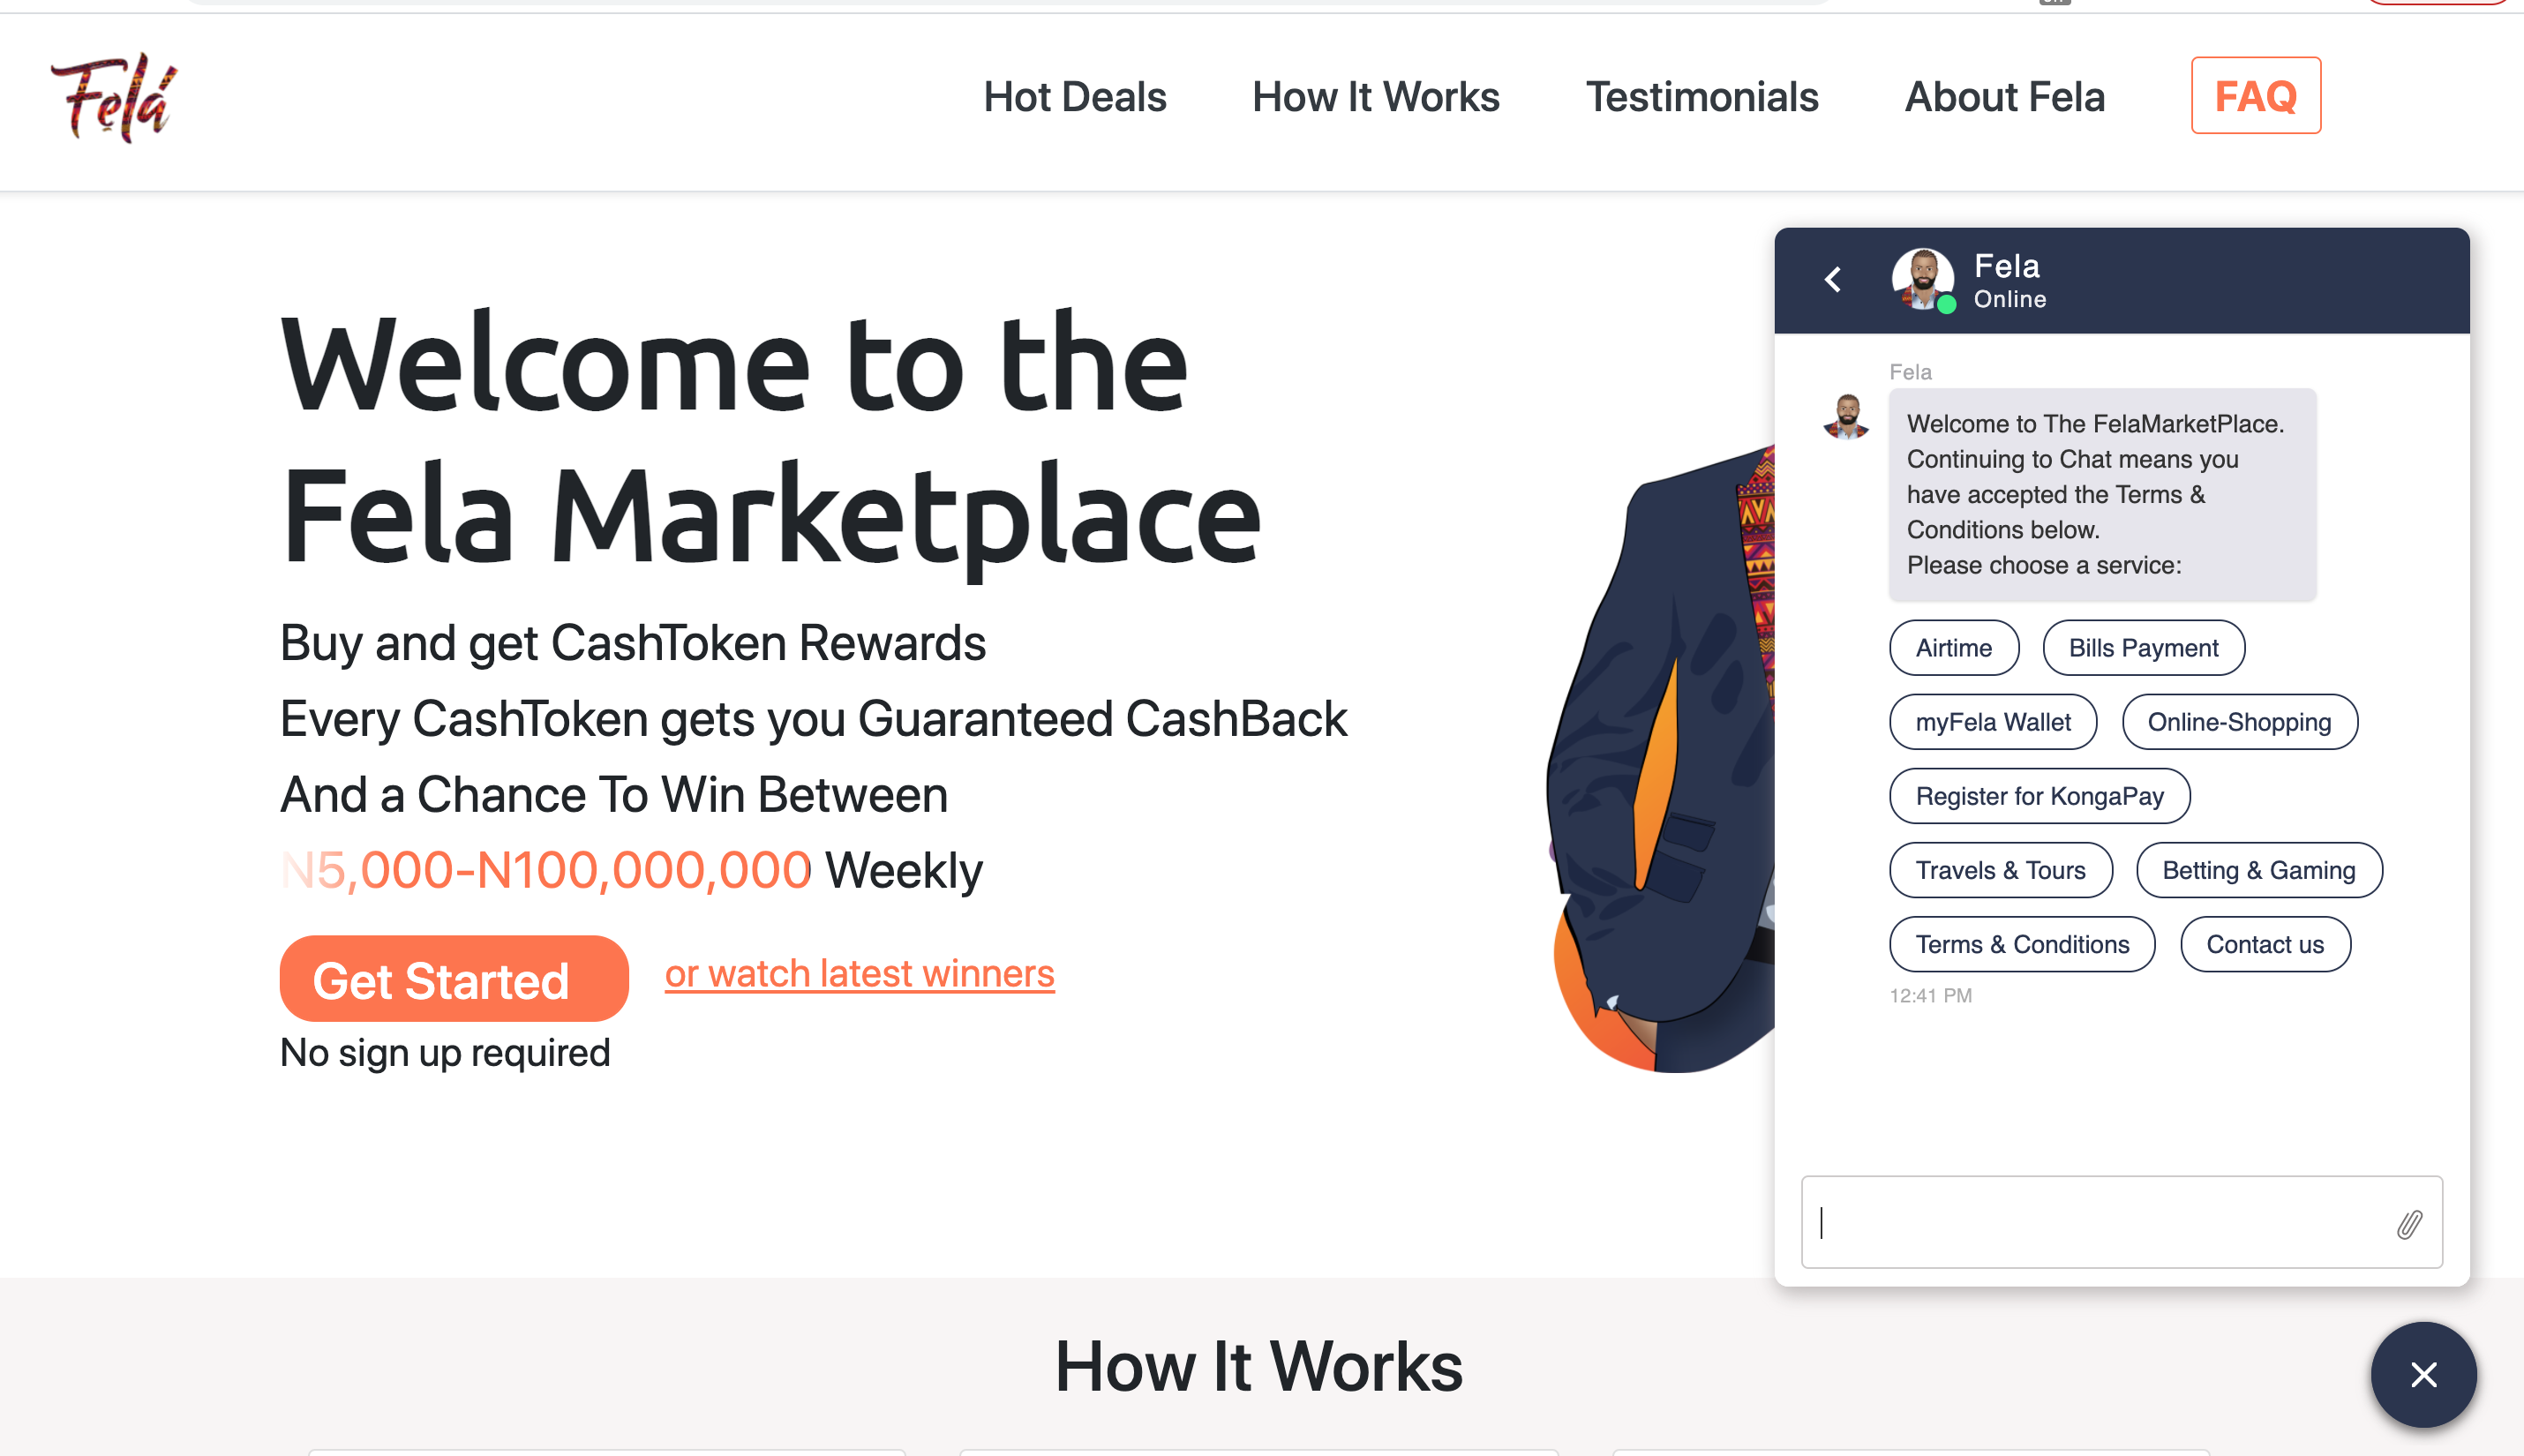 Fẹlá
Hot Deals
How It Works
Testimonials
About Fela
FAQ
Welcome to the
Fela Marketplace
Buy and get CashToken Rewards
Every CashToken gets you Guaranteed CashBack
And a Chance To Win Between
N5,000-N100,000,000 Weekly
Get Started
or watch latest winners
No sign up required
Fela
Online
Fela
Welcome to The FelaMarketPlace.
Continuing to Chat means you
have accepted the Terms &
Conditions below.
Please choose a service:
Airtime
Bills Payment
myFela Wallet
Online-Shopping
Register for KongaPay
Travels & Tours
Betting & Gaming
Terms & Conditions
Contact us
12:41 PM
How It Works